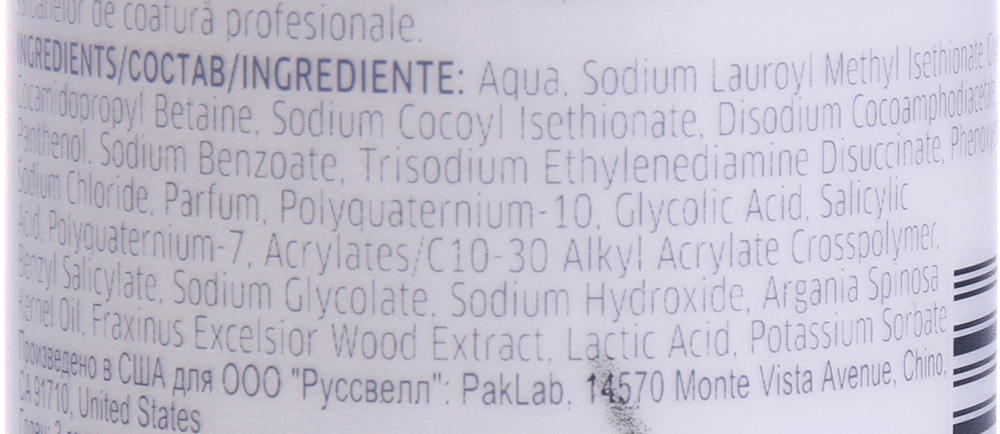 saloanelor de coafură profesionale.
INGREDIENTS/СОСТАВ/INGREDIENTE: Aqua, Sodium Lauroyl Methyl Isethionate,
Cocamidopropyl Betaine, Sodium Cocoyl Isethionate, Disodium Cocoamphodiacetate,
Panthenol, Sodium Benzoate, Trisodium Ethylenediamine Disuccinate,
Sodium Chloride, Parfum, Polyquaternium-10, Glycolic Acid, Salicylic
Acid, Polyquaternium-7, Acrylates/C10-30 Alkyl Acrylate Crosspolymer,
Benzyl Salicylate, Sodium Glycolate, Sodium Hydroxide, Argania Spinosa
Kernel Oil, Fraxinus Excelsior Wood Extract, Lactic Acid, Potassium Sorbate
Произведено в США для ООО "Руссвелл": PakLab, 14570 Monte Vista Avenue, Chino,
CA 91710, United States